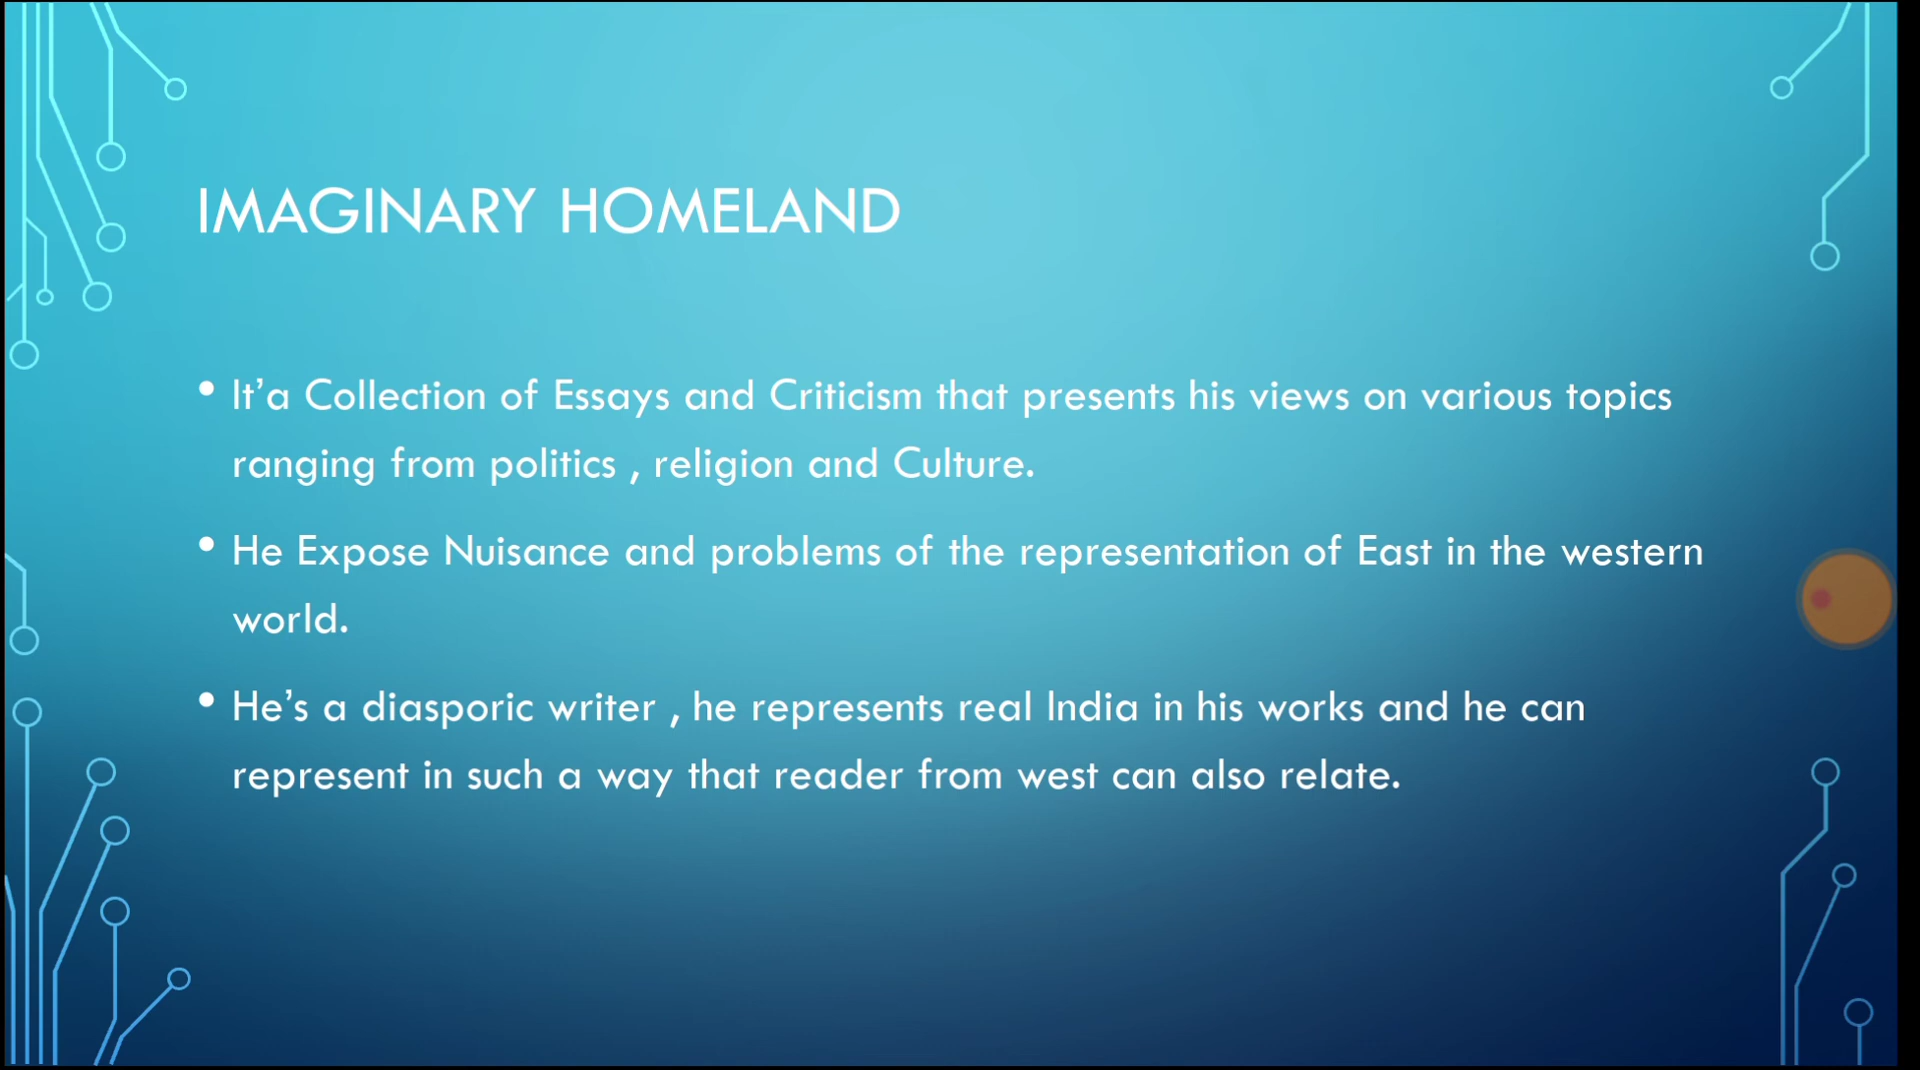 IMAGINARY HOMELAND
• It’a Collection of Essays and Criticism that presents his views on various topics
ranging from politics , religion and Culture.
• He Expose Nuisance and problems of the representation of East in the western
world.
• He’s a diasporic writer , he represents real India in his works and he can
represent in such a way that reader from west can also relate.